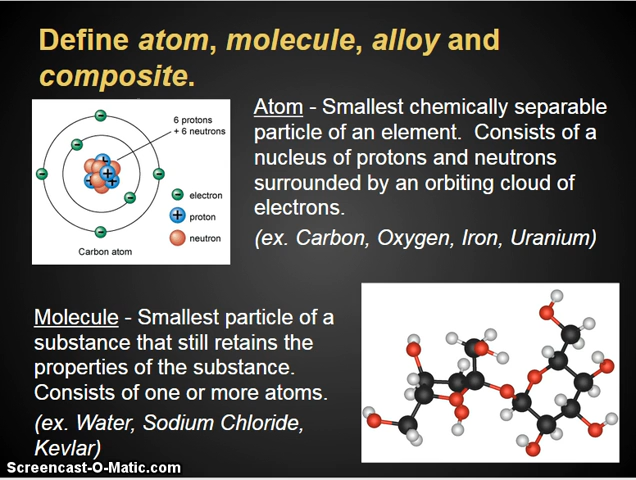 Define atom, molecule, alloy and
composite.
6 protons
+ 6 neutrons
electron
proton
neutron
Carbon atom
Atom - Smallest chemically separable
particle of an element.  Consists of a
nucleus of protons and neutrons
surrounded by an orbiting cloud of
electrons.
(ex. Carbon, Oxygen, Iron, Uranium)
Molecule - Smallest particle of a
substance that still retains the
properties of the substance.
Consists of one or more atoms.
(ex. Water, Sodium Chloride,
Kevlar)
Screencast-O-Matic.com